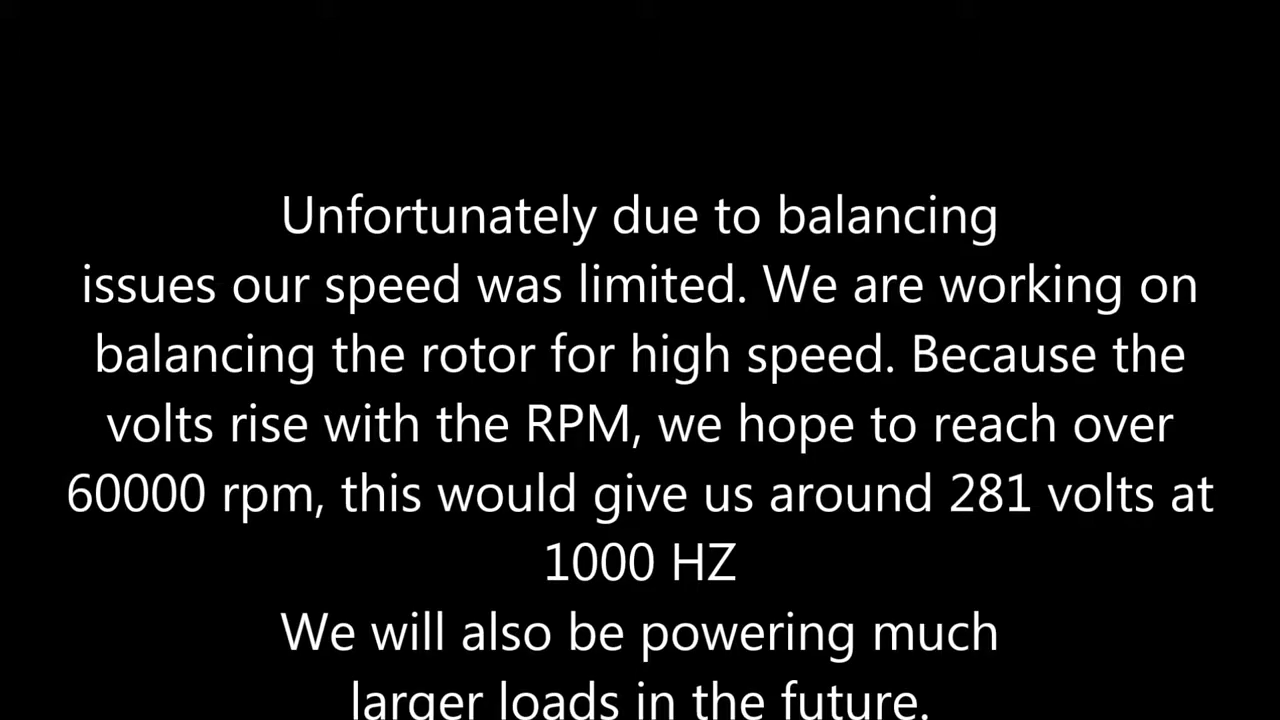 Unfortunately due to balancing
issues our speed was limited. We are working on
balancing the rotor for high speed. Because the
volts rise with the RPM, we hope to reach over
60000 rpm, this would give us around 281 volts at
1000 HZ
We will also be powering much
larger loads in the future.